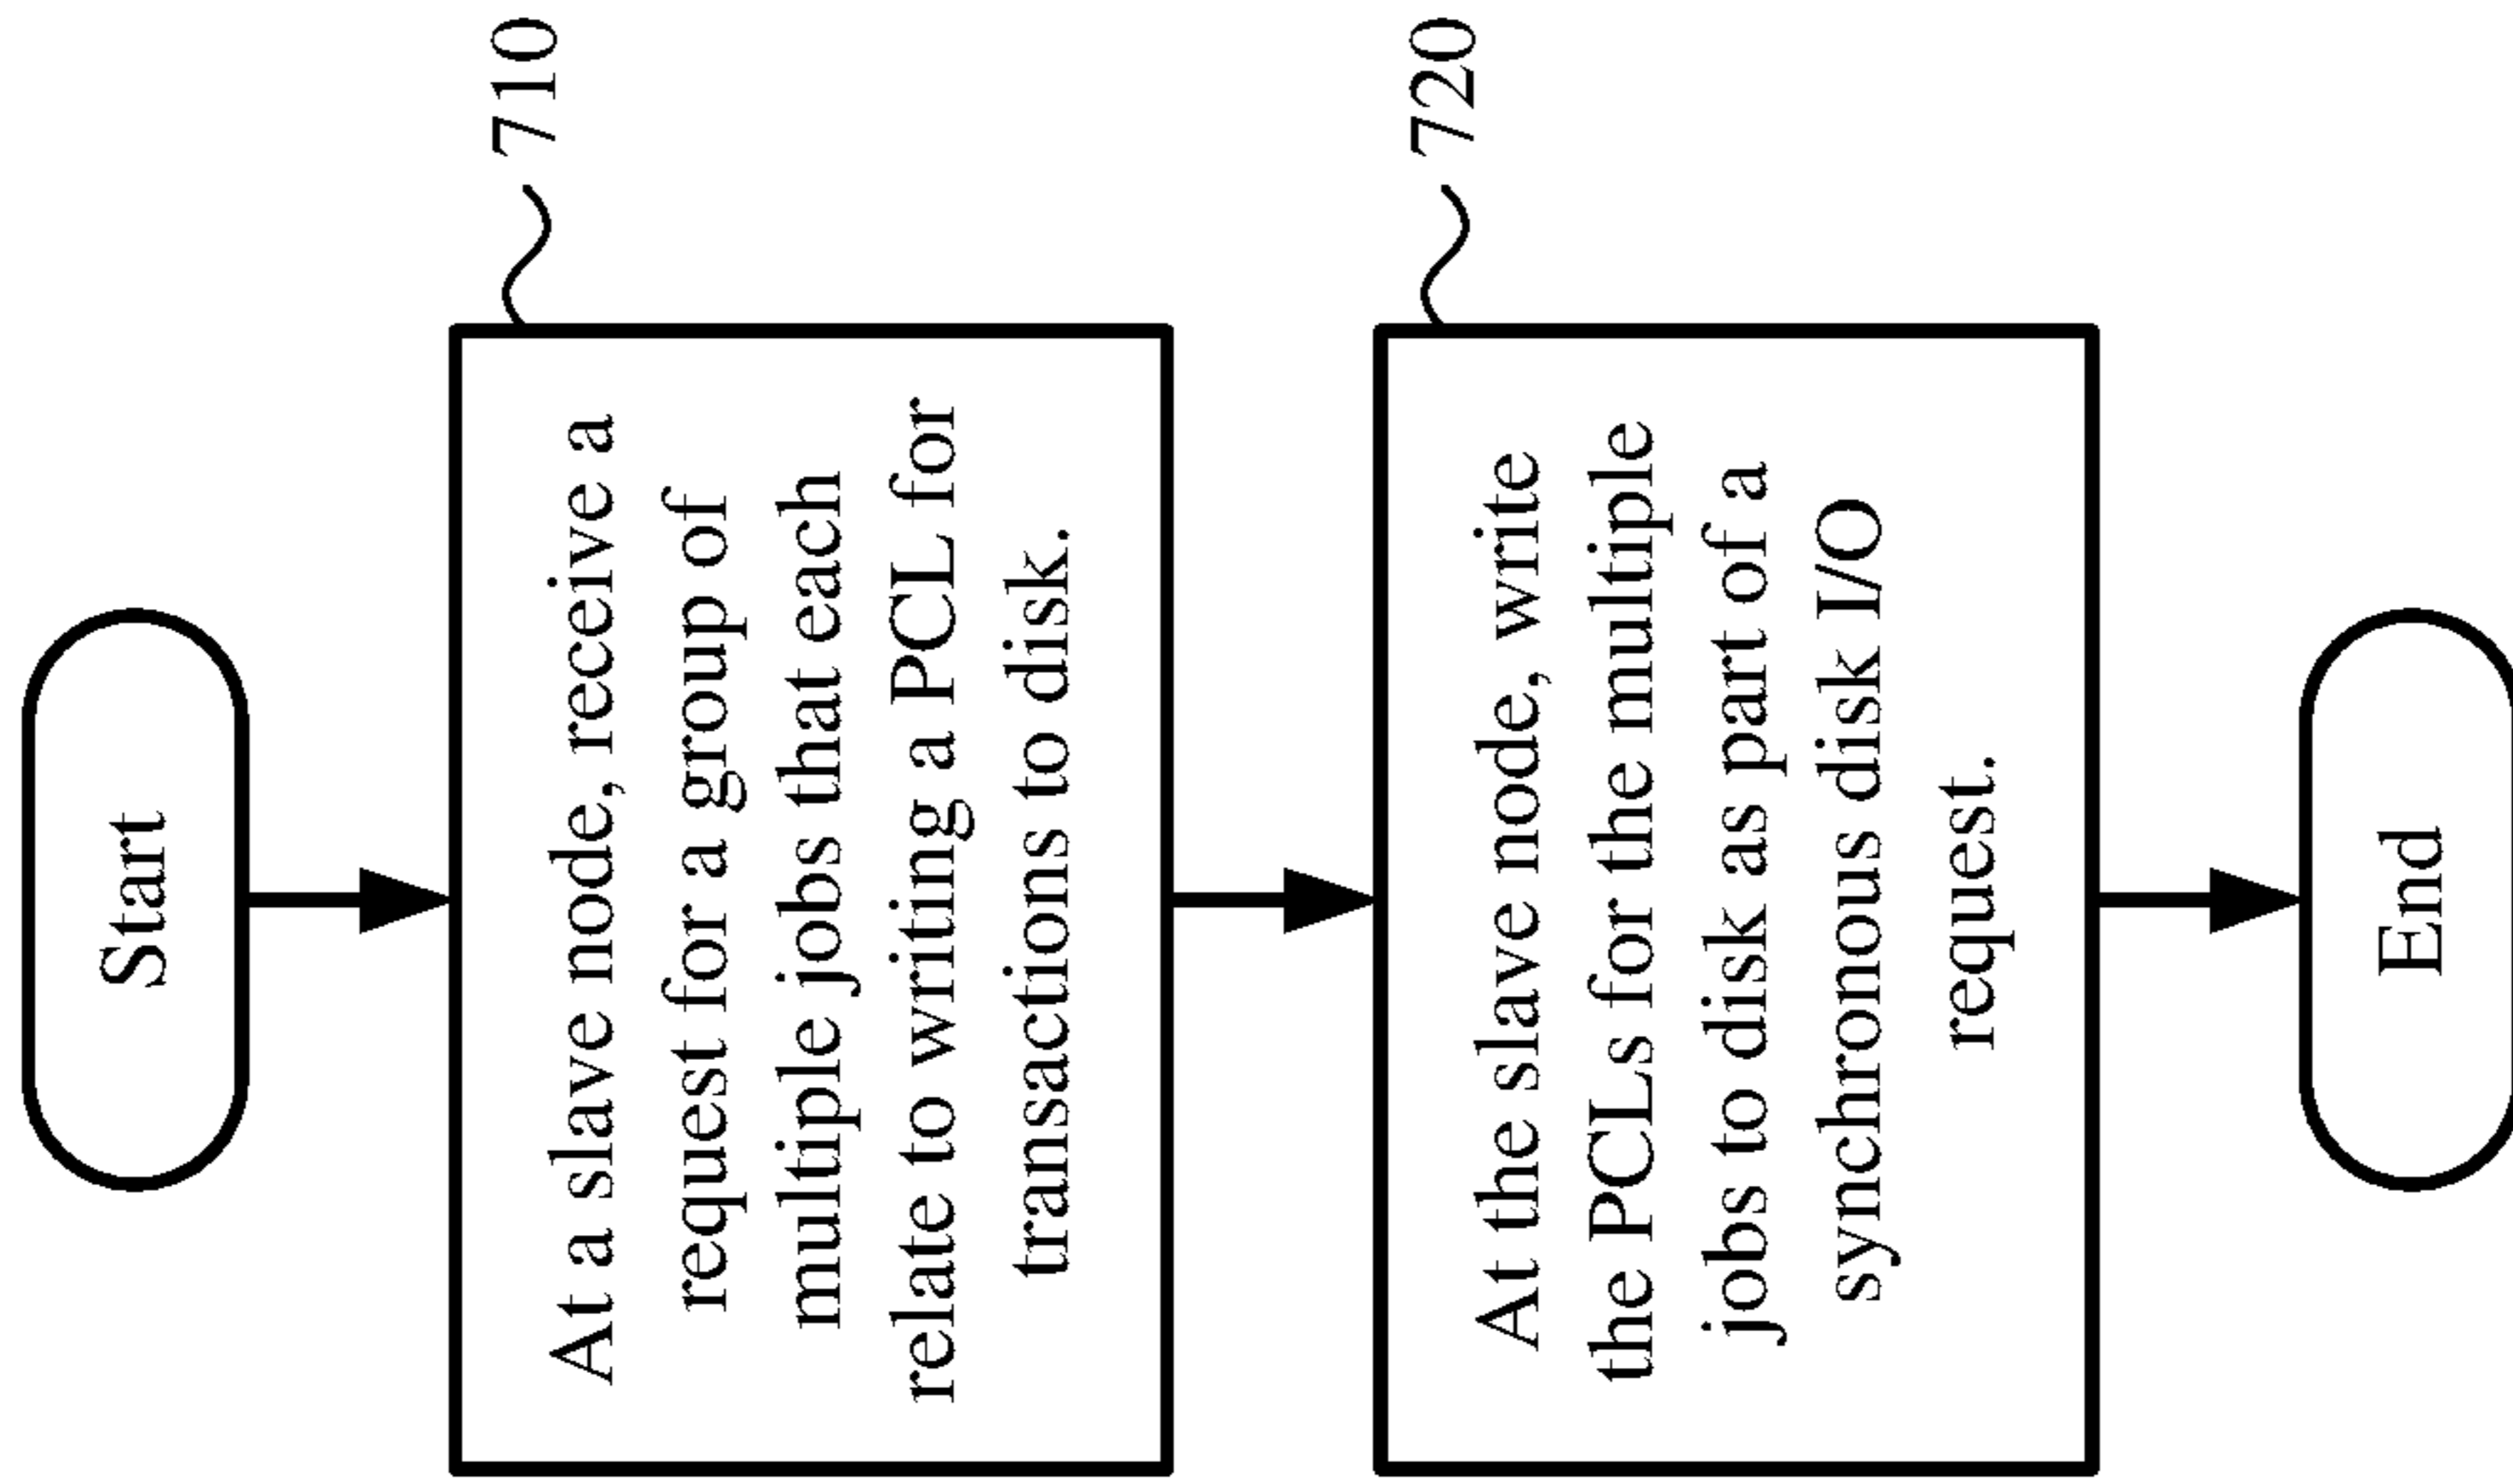 Start
710
At a slave node, receive a
request for a group of
multiple jobs that each
relate to writing a PCL for
transactions to disk.
720
At the slave node, write
the PCLs for the multiple
jobs to disk as part of a
synchronous disk I/O
request.
End